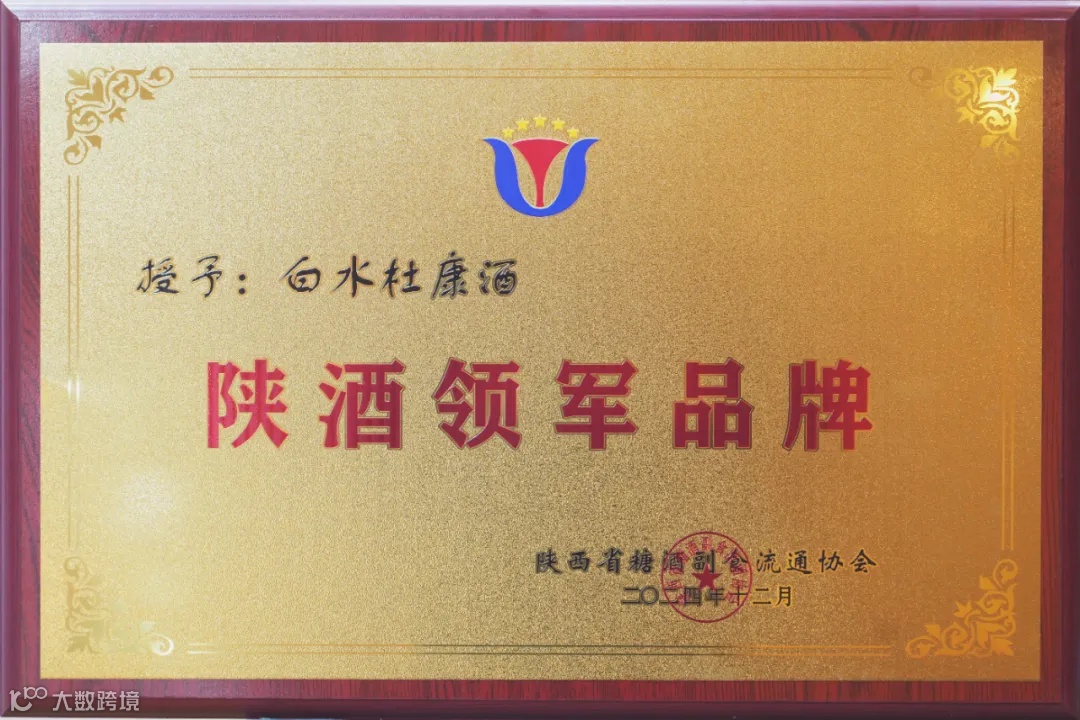 授予：白水杜康酒
陕酒领军品牌
陕西省糖酒副食流通协会
二〇二四年十二月
大数跨境